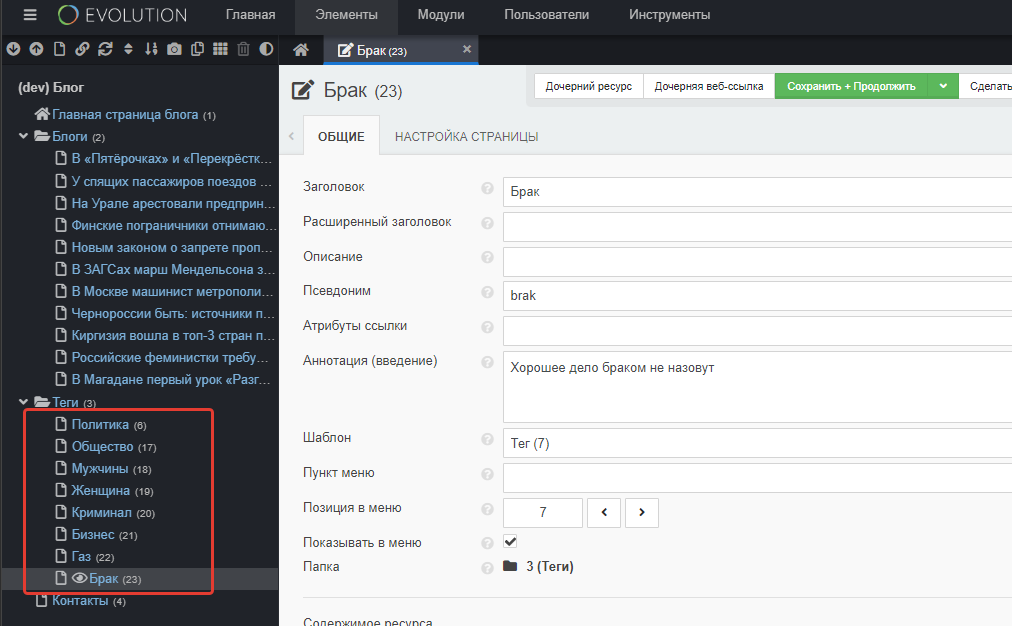 EVOLUTION
Главная
Элементы
Модули
Пользователи
Инструменты
Брак (23)
(dev) Блог
Главная страница блога (1)
Блоги (2)
В «Пятёрочках» и «Перекрёстк...
У спящих пассажиров поездов ...
На Урале арестовали предприн...
Финские пограничники отнимаю...
Новым законом о запрете проп...
В ЗАГСах марш Мендельсона з...
В Москве машинист метрополи...
Чернороссии быть: источники п...
Киргизия вошла в топ-3 стран п...
Российские феминистки требу...
В Магадане первый урок «Разг...
Теги (3)
Политика (6)
Общество (17)
Мужчины (18)
Женщина (19)
Криминал (20)
Бизнес (21)
Газ (22)
Брак (23)
Контакты (4)
Брак (23)
Дочерний ресурс
Дочерняя веб-ссылка
Сохранить + Продолжить
Сделать
ОБЩИЕ
НАСТРОЙКА СТРАНИЦЫ
Заголовок
Брак
Расширенный заголовок
Описание
Псевдоним
brak
Атрибуты ссылки
Аннотация (введение)
Хорошее дело браком не назовут
Шаблон
Тег (7)
Пункт меню
Позиция в меню
7
Показывать в меню
Папка
3 (Теги)
Содержимое ресурса